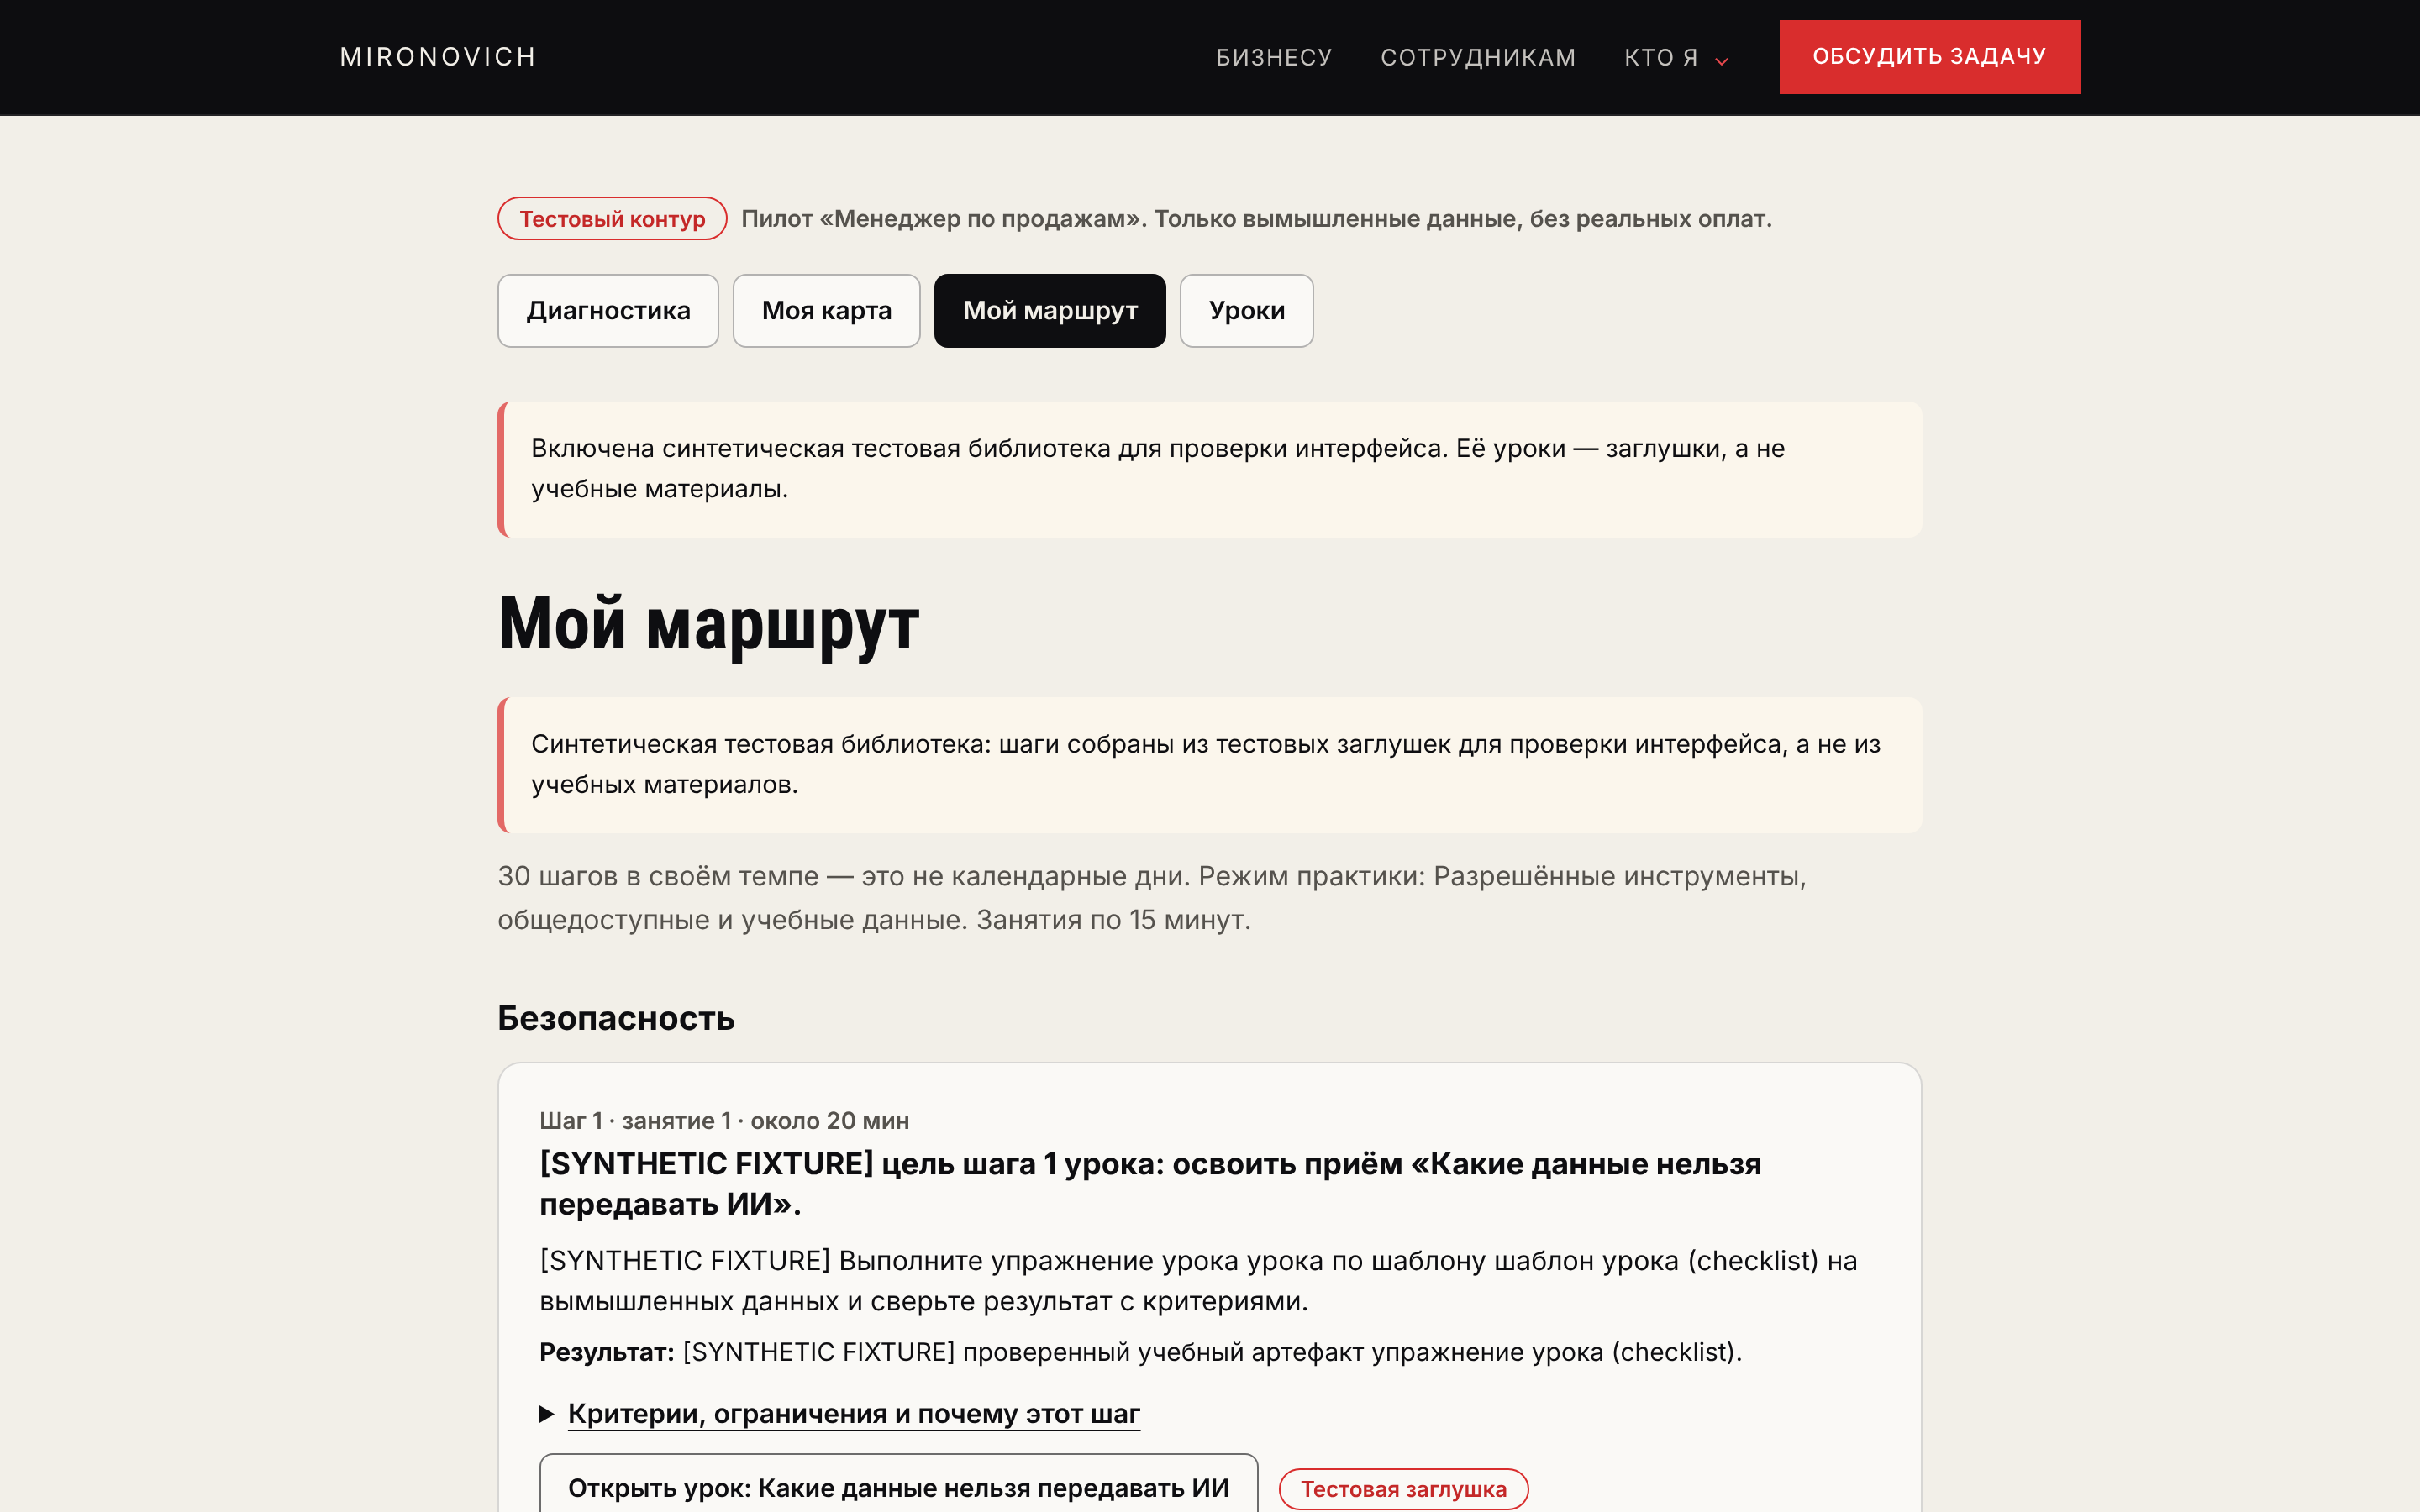 MIRONOVICH
БИЗНЕСУ
СОТРУДНИКАМ
КТО Я
ОБСУДИТЬ ЗАДАЧУ
Тестовый контур
Пилот «Менеджер по продажам». Только вымышленные данные, без реальных оплат.
Диагностика
Моя карта
Мой маршрут
Уроки
Включена синтетическая тестовая библиотека для проверки интерфейса. Её уроки — заглушки, а не
учебные материалы.
Мой маршрут
Синтетическая тестовая библиотека: шаги собраны из тестовых заглушек для проверки интерфейса, а не из
учебных материалов.
30 шагов в своём темпе — это не календарные дни. Режим практики: Разрешённые инструменты,
общедоступные и учебные данные. Занятия по 15 минут.
Безопасность
Шаг 1 · занятие 1 · около 20 мин
[SYNTHETIC FIXTURE] цель шага 1 урока: освоить приём «Какие данные нельзя
передавать ИИ».
[SYNTHETIC FIXTURE] Выполните упражнение урока урока по шаблону шаблон урока (checklist) на
вымышленных данных и сверьте результат с критериями.
Результат: [SYNTHETIC FIXTURE] проверенный учебный артефакт упражнение урока (checklist).
Критерии, ограничения и почему этот шаг
Открыть урок: Какие данные нельзя передавать ИИ
Тестовая заглушка